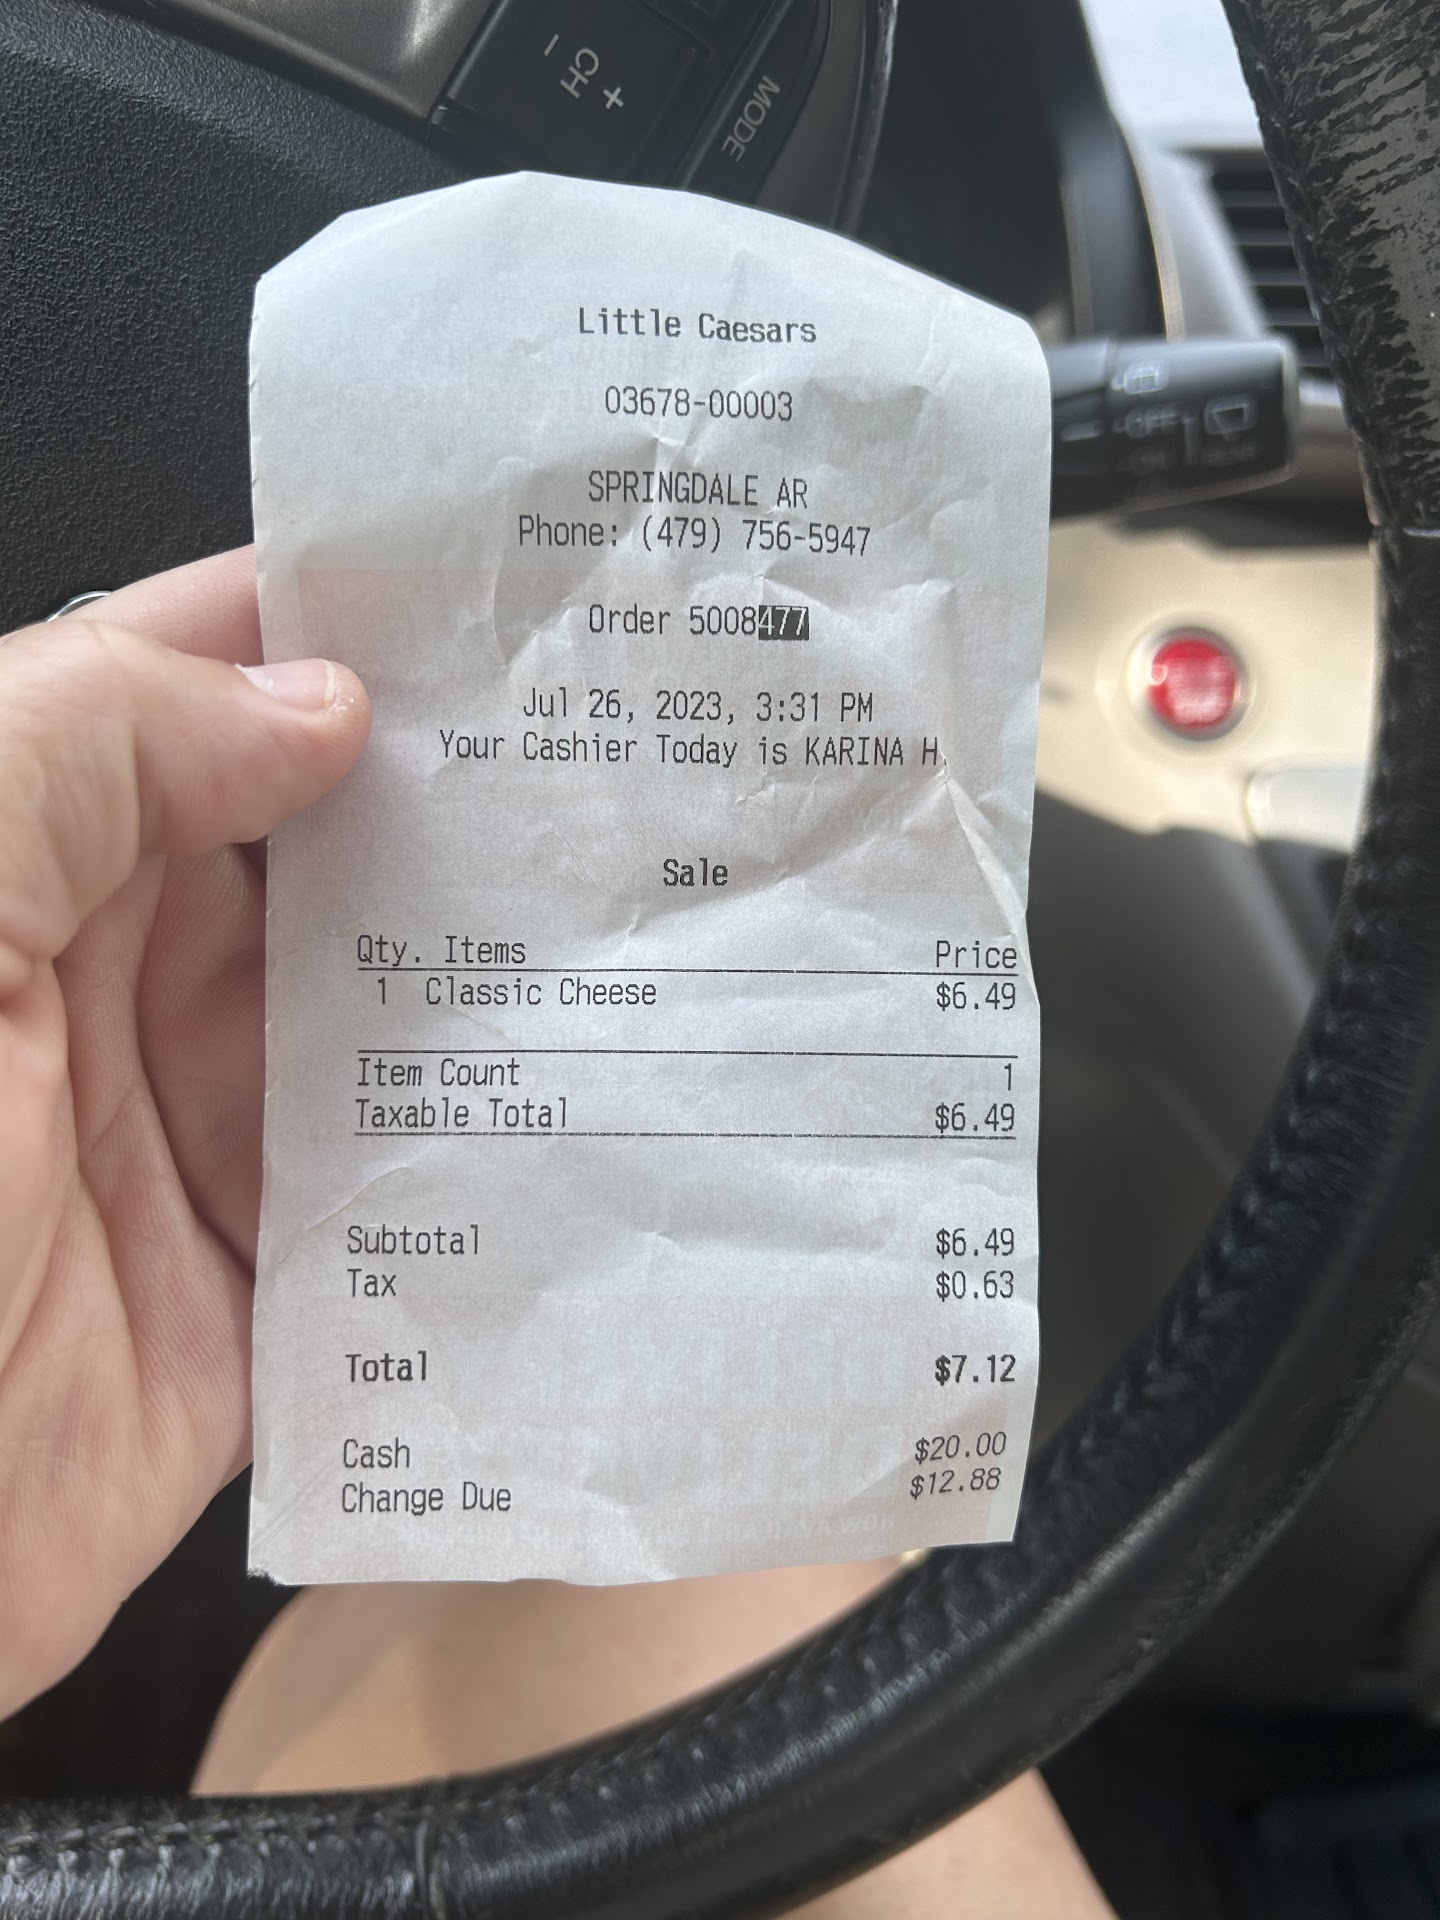 − CH +
MODE
Little Caesars
03678-00003
SPRINGDALE AR
Phone: (479) 756-5947
Order 5008477
Jul 26, 2023, 3:31 PM
Your Cashier Today is KARINA H.
Sale
Qty. Items Price
1 Classic Cheese $6.49
Item Count 1
Taxable Total $6.49
Subtotal $6.49
Tax $0.63
Total $7.12
Cash $20.00
Change Due $12.88
OFF